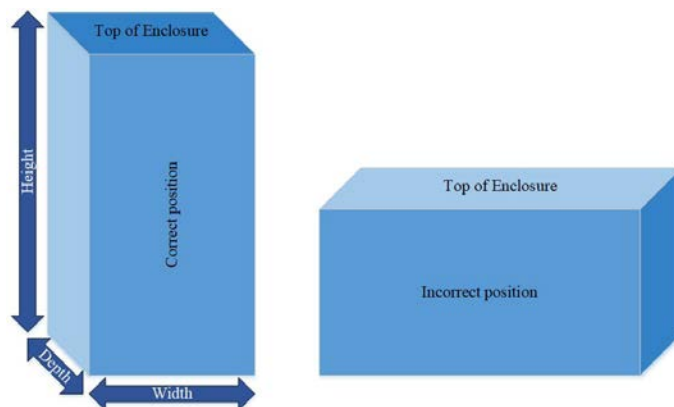 Top of Enclosure
Height
Correct position
Depth
Width
Top of Enclosure
Incorrect position